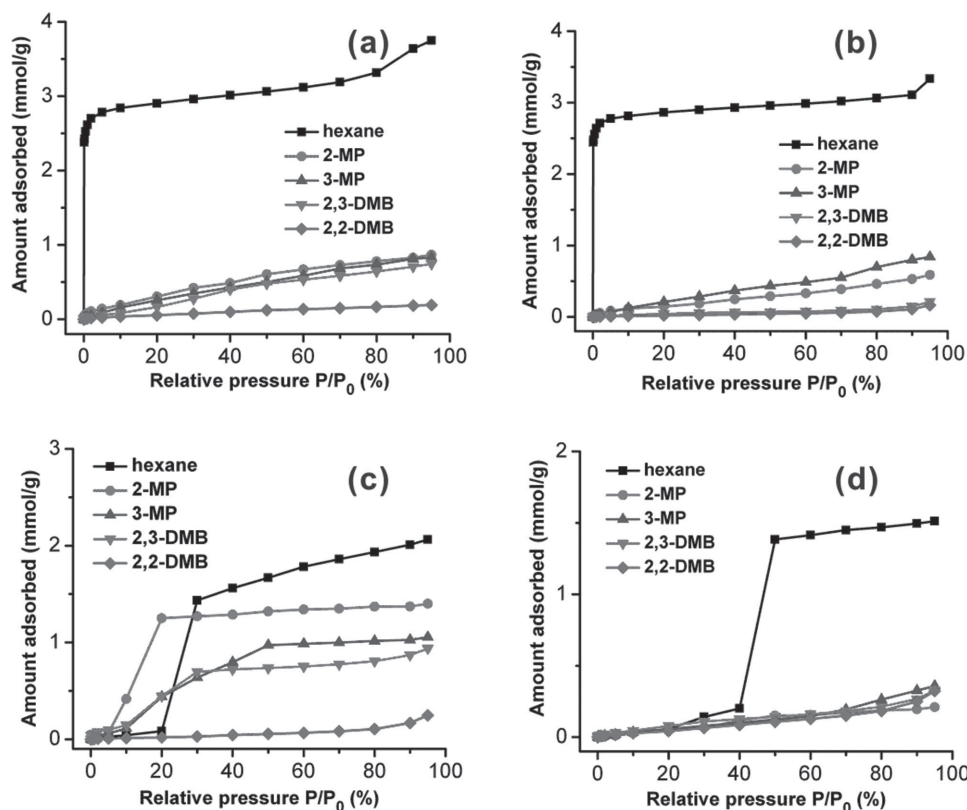 (a)
Amount adsorbed (mmol/g)
4
3
2
1
0
hexane
2-MP
3-MP
2,3-DMB
2,2-DMB
0 20 40 60 80 100
Relative pressure P/P₀ (%)
(b)
Amount adsorbed (mmol/g)
4
3
2
1
0
hexane
2-MP
3-MP
2,3-DMB
2,2-DMB
0 20 40 60 80 100
Relative pressure P/P₀ (%)
(c)
Amount adsorbed (mmol/g)
3
2
1
0
hexane
2-MP
3-MP
2,3-DMB
2,2-DMB
0 20 40 60 80 100
Relative pressure P/P₀ (%)
(d)
Amount adsorbed (mmol/g)
2
1
0
hexane
2-MP
3-MP
2,3-DMB
2,2-DMB
0 20 40 60 80 100
Relative pressure P/P₀ (%)